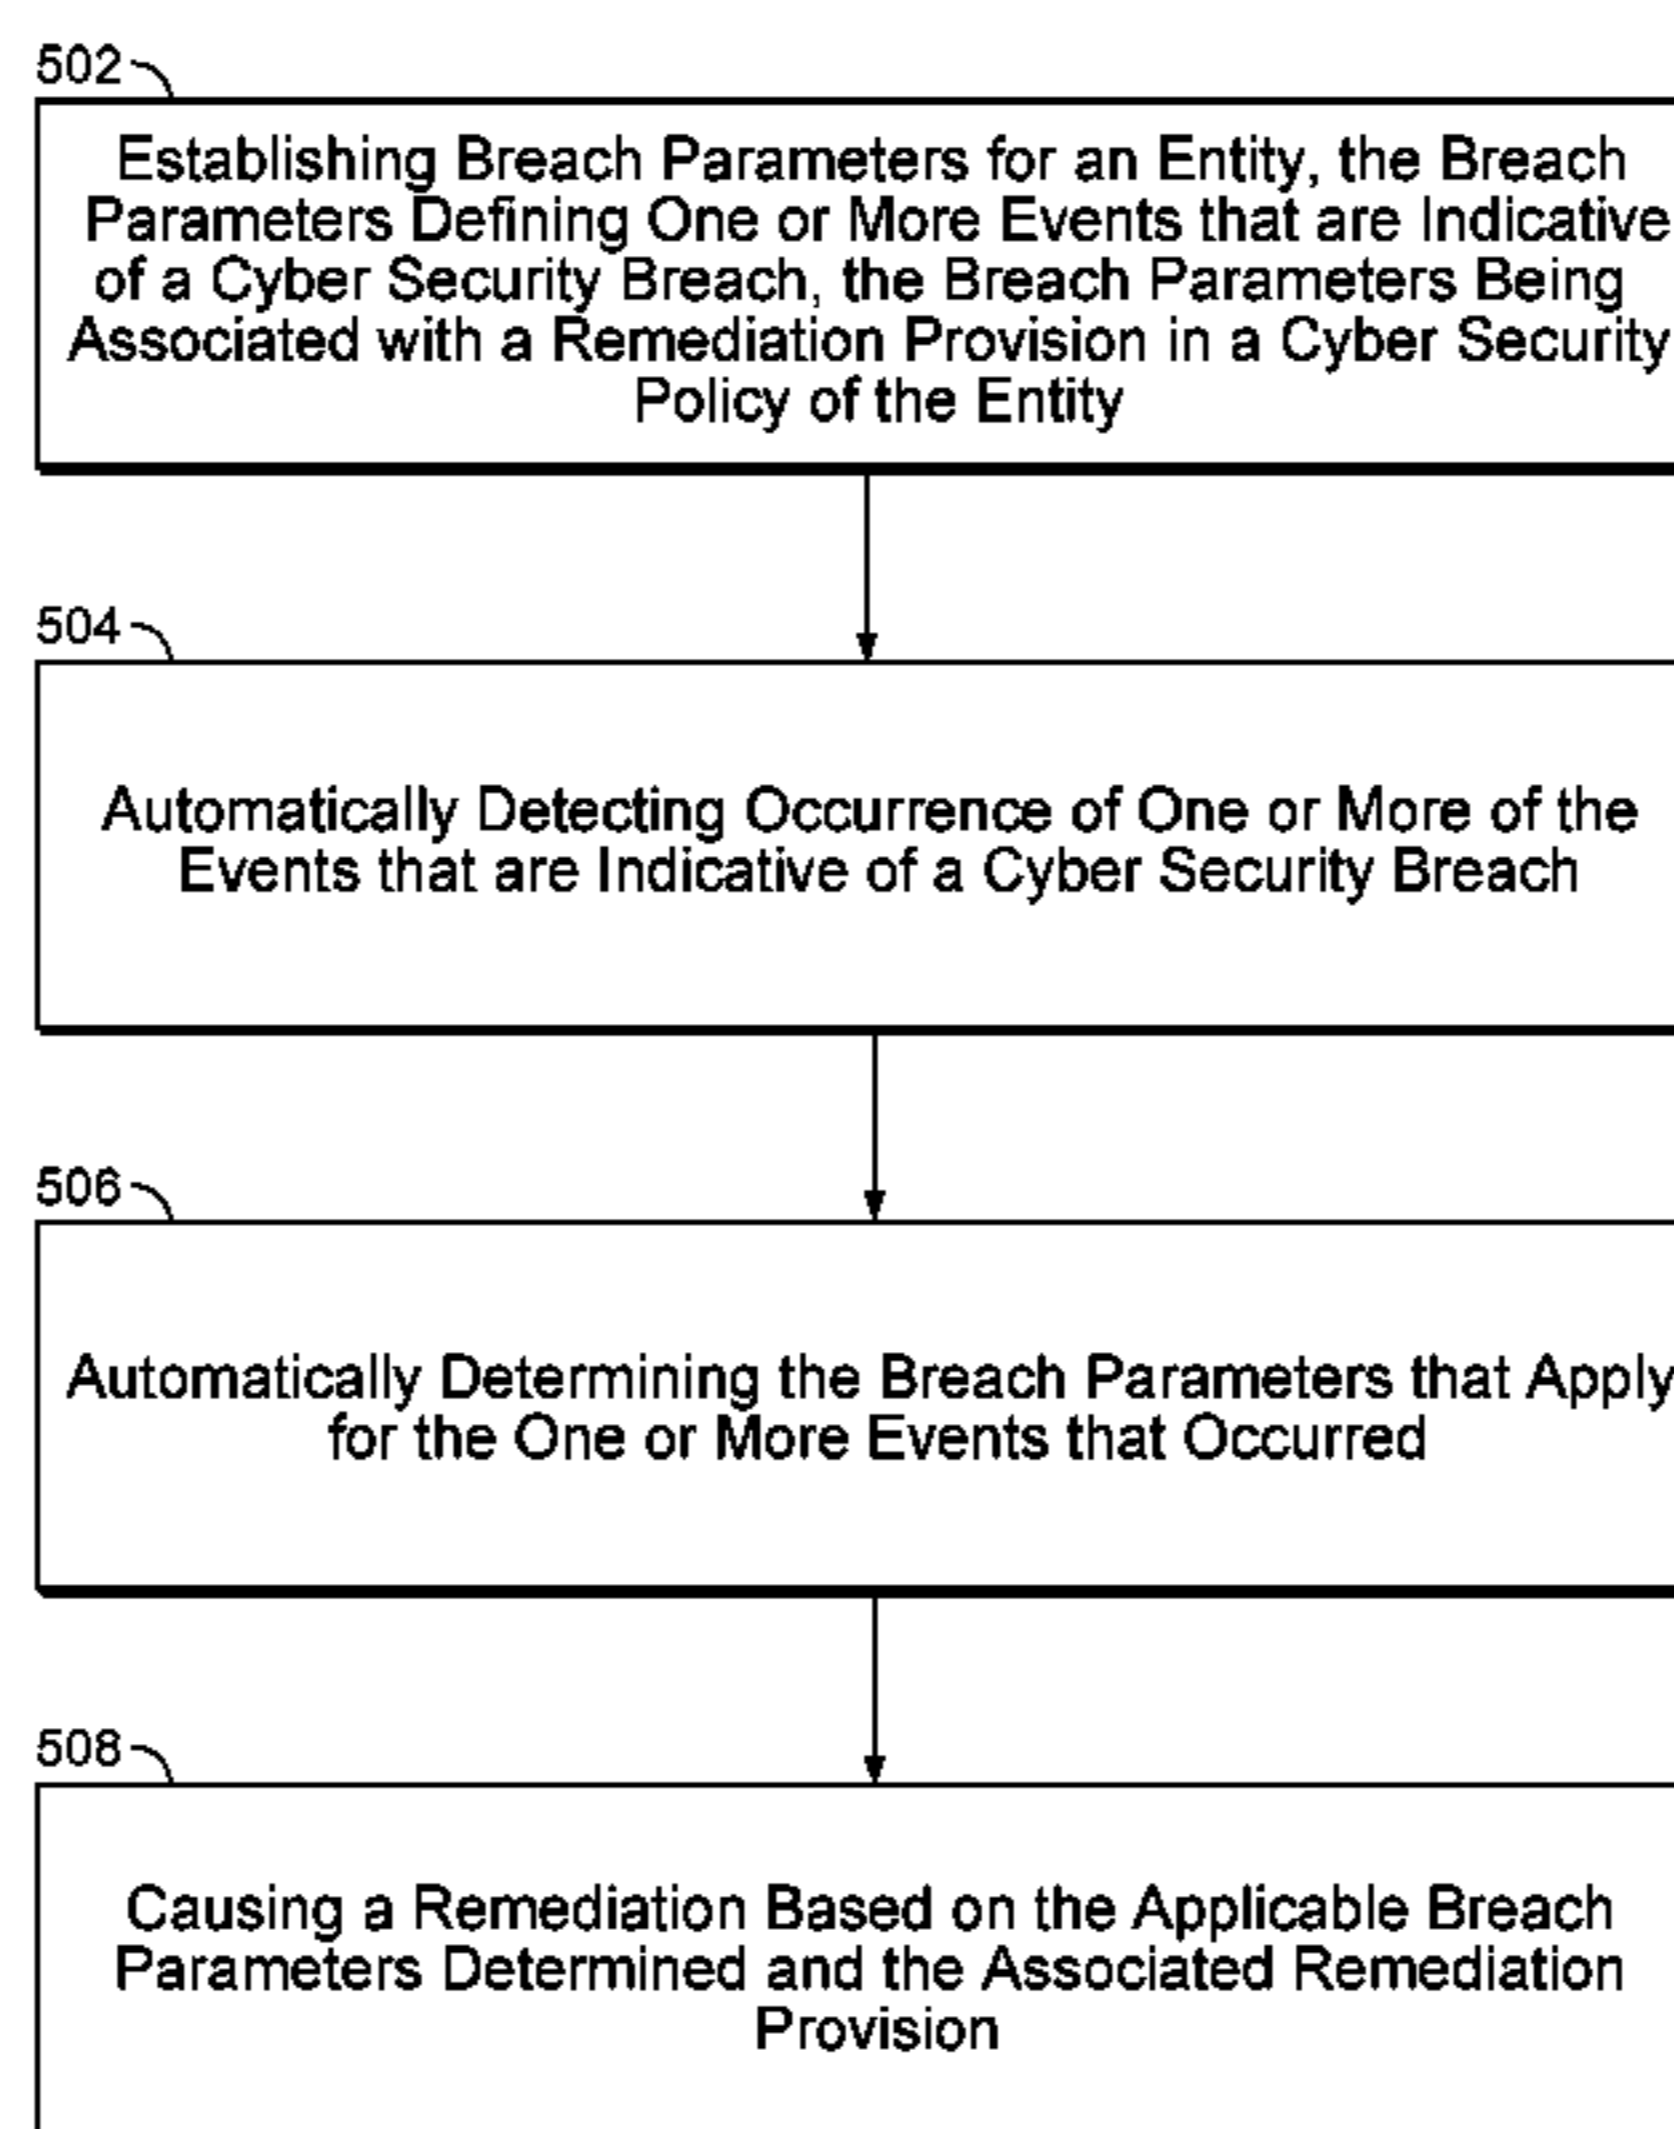 502
Establishing Breach Parameters for an Entity, the Breach
Parameters Defining One or More Events that are Indicative
of a Cyber Security Breach, the Breach Parameters Being
Associated with a Remediation Provision in a Cyber Security
Policy of the Entity
504
Automatically Detecting Occurrence of One or More of the
Events that are Indicative of a Cyber Security Breach
506
Automatically Determining the Breach Parameters that Apply
for the One or More Events that Occurred
508
Causing a Remediation Based on the Applicable Breach
Parameters Determined and the Associated Remediation
Provision